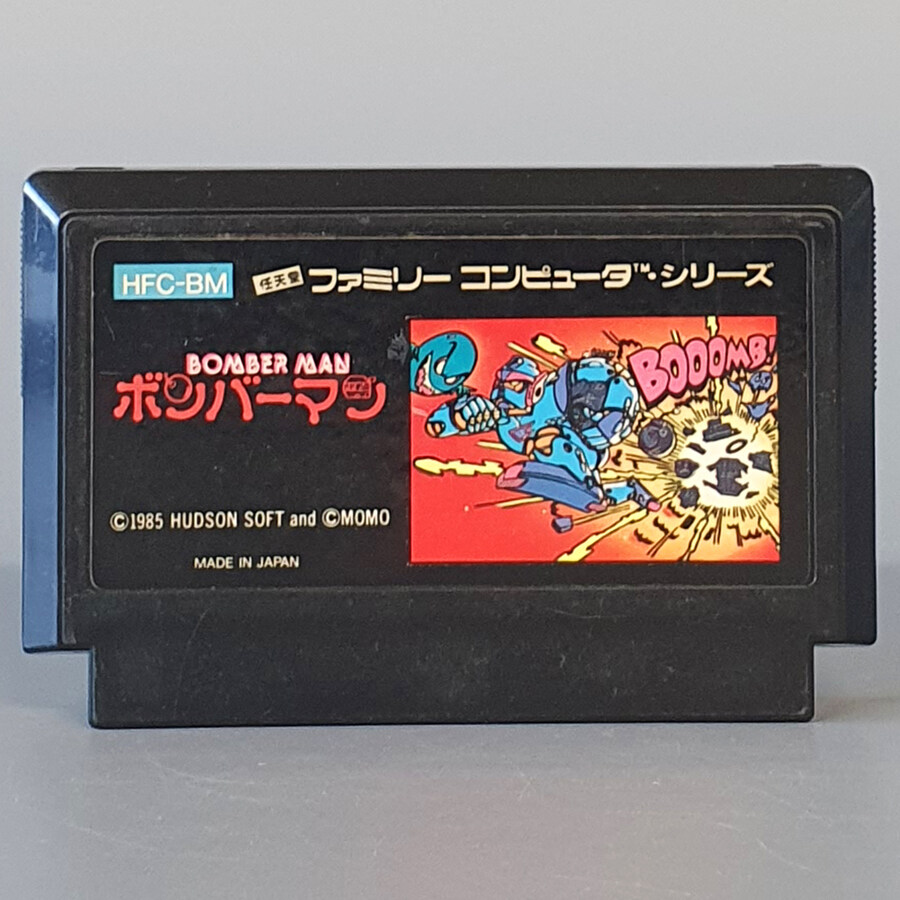 HFC-BM 任天堂 ファミリー コンピュータ™・シリーズ
BOMBER MAN
ボンバーマン
BOOOMB!
©1985 HUDSON SOFT and ©MOMO
MADE IN JAPAN